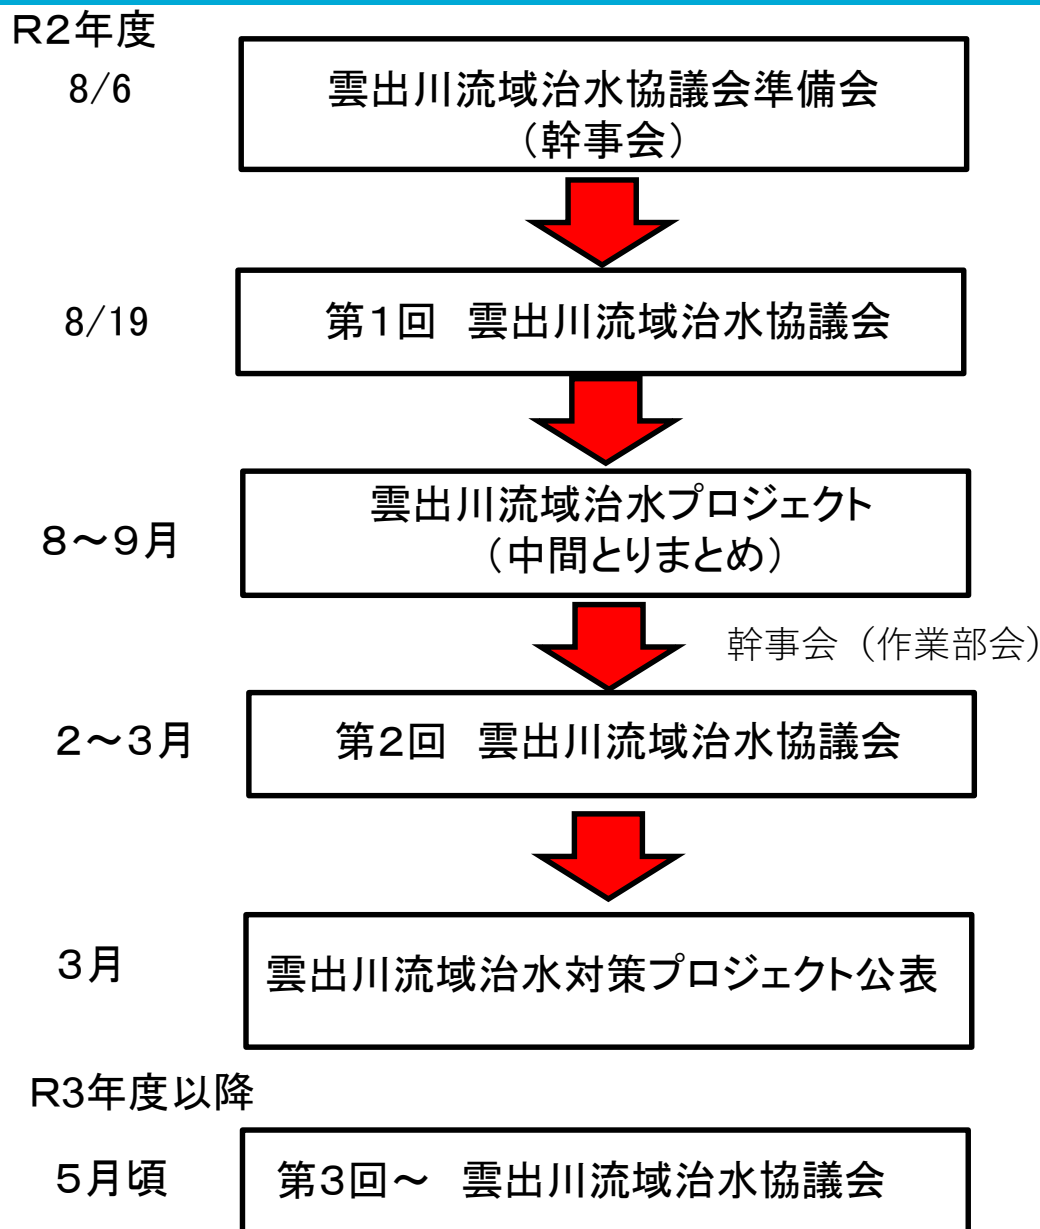 R2年度
8/6
雲出川流域治水協議会準備会
（幹事会）
8/19
第1回　雲出川流域治水協議会
8～9月
雲出川流域治水プロジェクト
（中間とりまとめ）
幹事会（作業部会）
2～3月
第2回　雲出川流域治水協議会
3月
雲出川流域治水対策プロジェクト公表
R3年度以降
5月頃
第3回～　雲出川流域治水協議会